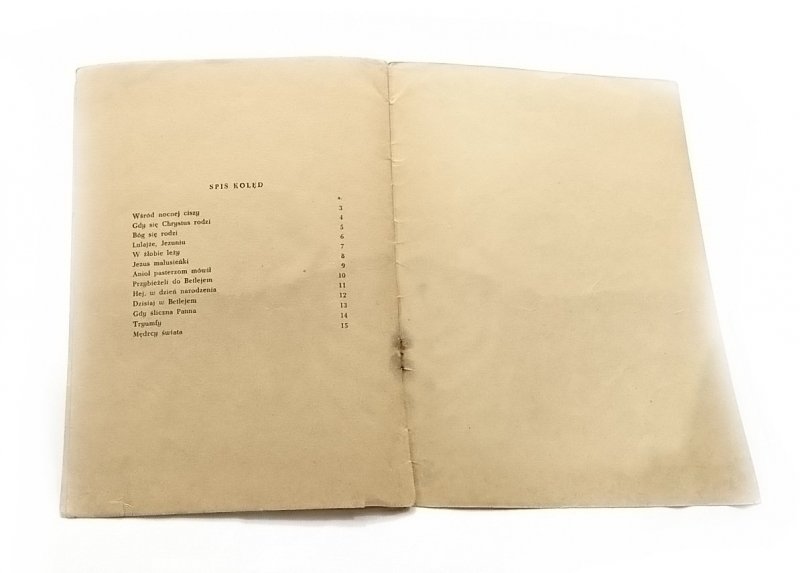 SPIS KOLĘD
s.
Wśród nocnej ciszy 3
Gdy się Chrystus rodzi 4
Bóg się rodzi 5
Lulajże, Jezuniu 6
W żłobie leży 7
Jezus malusieńki 8
Anioł pasterzom mówił 9
Przybieżeli do Betlejem 10
Hej, w dzień narodzenia 11
Dzisiaj w Betlejem 12
Gdy śliczna Panna 13
Tryumfy 14
Mędrcy świata 15